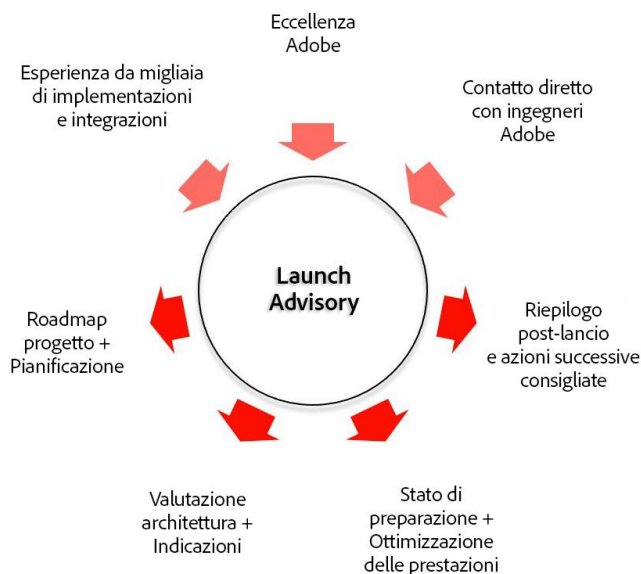 Eccellenza
Adobe
Esperienza da migliaia
di implementazioni
e integrazioni
Contatto diretto
con ingegneri
Adobe
Launch
Advisory
Roadmap
progetto +
Pianificazione
Riepilogo
post-lancio
e azioni successive
consigliate
Valutazione
architettura +
Indicazioni
Stato di
preparazione +
Ottimizzazione
delle prestazioni